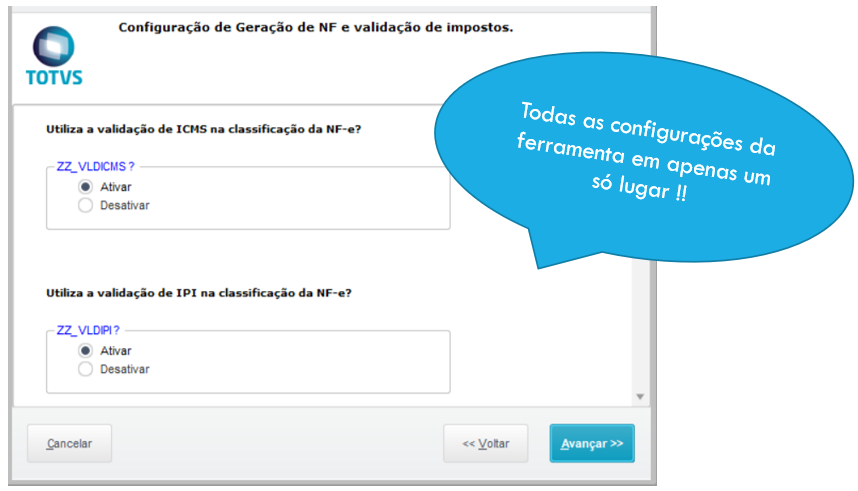 Configuração de Geração de NF e validação de impostos.
TOTVS
Todas as configurações da
ferramenta em apenas um
só lugar !!
Utiliza a validação de ICMS na classificação da NF-e?
ZZ_VLDICMS ?
Ativar
Desativar
Utiliza a validação de IPI na classificação da NF-e?
ZZ_VLDIPI ?
Ativar
Desativar
Cancelar
<< Voltar
Avançar >>